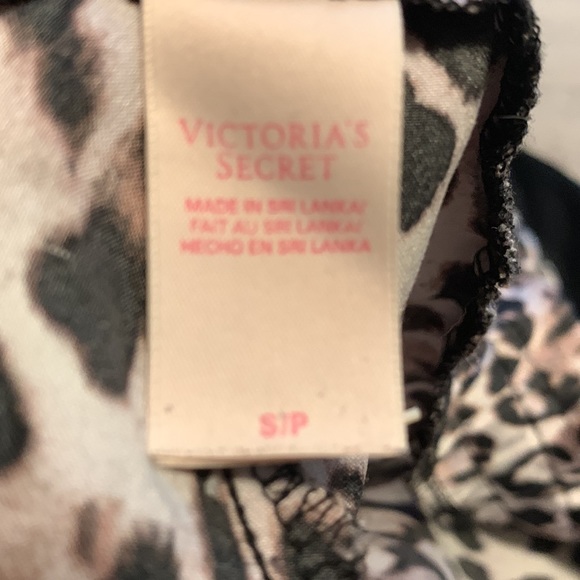 VICTORIA'S
SECRET
MADE IN SRI LANKA/
FAIT AU SRI LANKA/
HECHO EN SRI LANKA
S/P